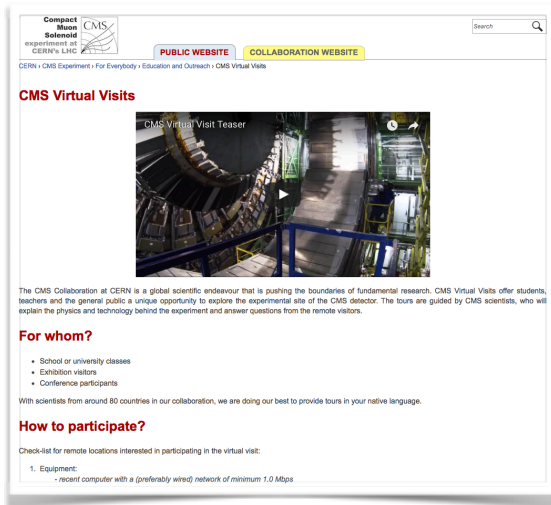 Compact
Muon
Solenoid
experiment at
CERN's LHC
CMS
Search
PUBLIC WEBSITE
COLLABORATION WEBSITE
CERN › CMS Experiment › For Everybody › Education and Outreach › CMS Virtual Visits
CMS Virtual Visits
CMS Virtual Visit Teaser
The CMS Collaboration at CERN is a global scientific endeavour that is pushing the boundaries of fundamental research. CMS Virtual Visits offer students,
teachers and the general public a unique opportunity to explore the experimental site of the CMS detector. The tours are guided by CMS scientists, who will
explain the physics and technology behind the experiment and answer questions from the remote visitors.
For whom?
• School or university classes
• Exhibition visitors
• Conference participants
With scientists from around 80 countries in our collaboration, we are doing our best to provide tours in your native language.
How to participate?
Check-list for remote locations interested in participating in the virtual visit:
1. Equipment:
- recent computer with a (preferably wired) network of minimum 1.0 Mbps